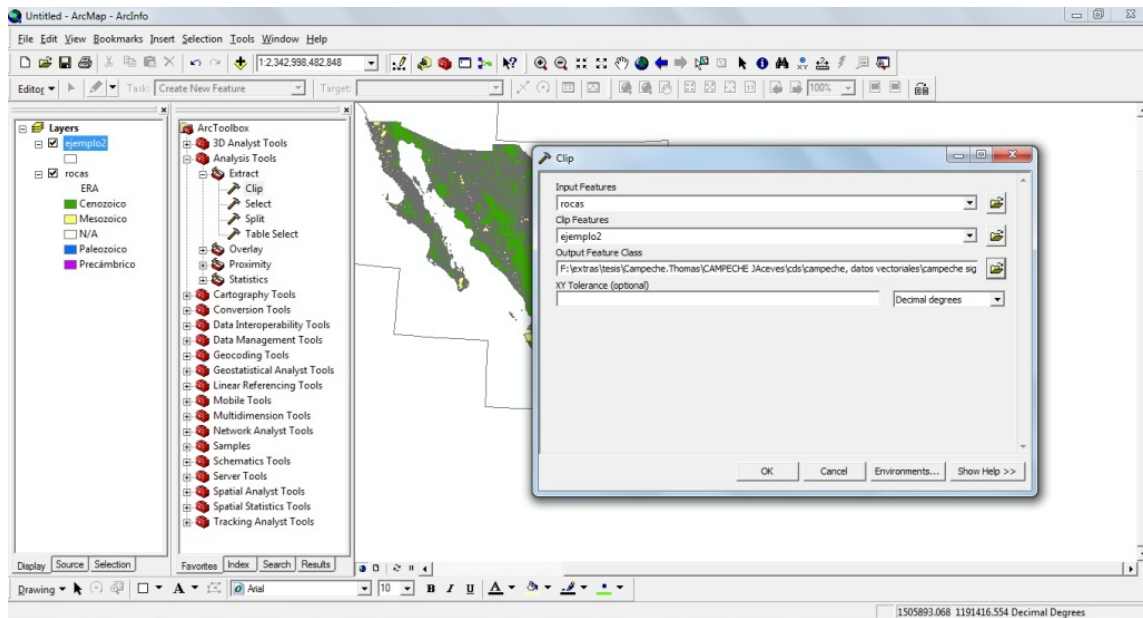 Untitled - ArcMap - ArcInfo
File Edit View Bookmarks Insert Selection Tools Window Help
1:2,342,998,482,848
Editor Task: Create New Feature Target: 100%
Layers
ejemplo2
rocas
ERA
Cenozoico
Mesozoico
N/A
Paleozoico
Precámbrico
Display Source Selection
ArcToolbox
3D Analyst Tools
Analysis Tools
Extract
Clip
Select
Split
Table Select
Overlay
Proximity
Statistics
Cartography Tools
Conversion Tools
Data Interoperability Tools
Data Management Tools
Geocoding Tools
Geostatistical Analyst Tools
Linear Referencing Tools
Mobile Tools
Multidimension Tools
Network Analyst Tools
Samples
Schematics Tools
Server Tools
Spatial Analyst Tools
Spatial Statistics Tools
Tracking Analyst Tools
Favorites Index Search Results
Clip
Input Features
rocas
Clip Features
ejemplo2
Output Feature Class
F:\extras\tesis\Campeche.Thomas\CAMPECHE JAceves\cds\campeche, datos vectoriales\campeche sig
XY Tolerance (optional)
Decimal degrees
OK Cancel Environments... Show Help >>
Drawing A Arial 10 B I U A
1505893.068 1191416.554 Decimal Degrees